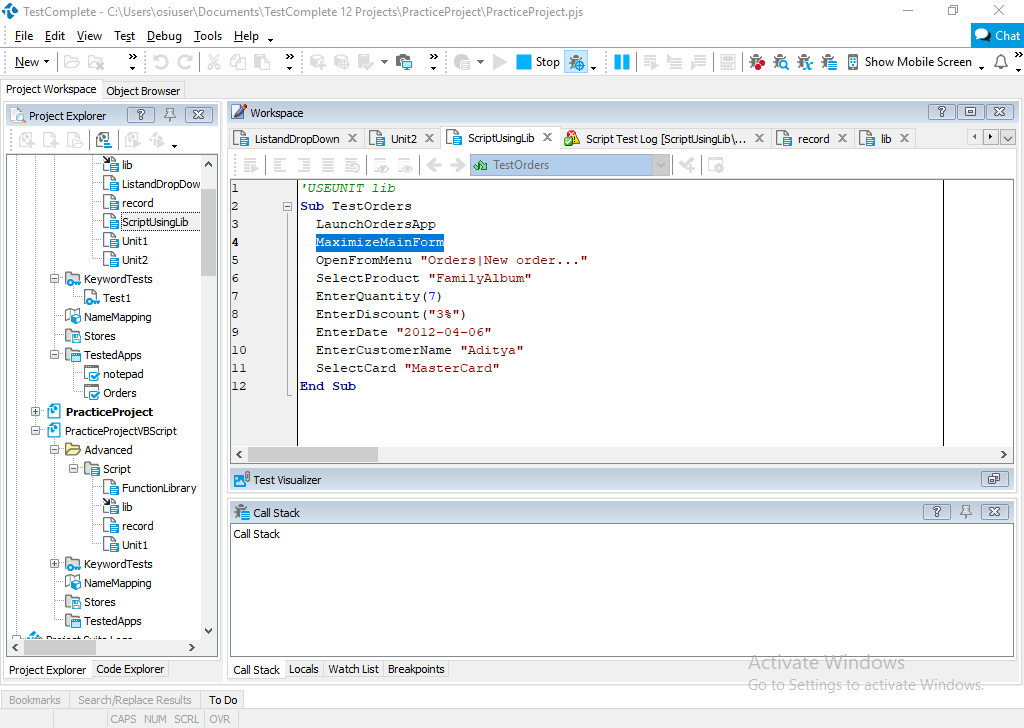 TestComplete - C:\Users\osiuser\Documents\TestComplete 12 Projects\PracticeProject\PracticeProject.pjs
File Edit View Test Debug Tools Help
Chat
New Stop Show Mobile Screen
Project Workspace Object Browser
Project Explorer
lib
ListandDropDow
record
ScriptUsingLib
Unit1
Unit2
KeywordTests
Test1
NameMapping
Stores
TestedApps
notepad
Orders
PracticeProject
PracticeProjectVBScript
Advanced
Script
FunctionLibrary
lib
record
Unit1
KeywordTests
NameMapping
Stores
TestedApps
Project Suite Logs
Project Explorer Code Explorer
Workspace
ListandDropDown Unit2 ScriptUsingLib Script Test Log [ScriptUsingLib\... record lib
TestOrders
1 'USEUNIT lib
2 Sub TestOrders
3 LaunchOrdersApp
4 MaximizeMainForm
5 OpenFromMenu "Orders|New order..."
6 SelectProduct "FamilyAlbum"
7 EnterQuantity(7)
8 EnterDiscount("3%")
9 EnterDate "2012-04-06"
10 EnterCustomerName "Aditya"
11 SelectCard "MasterCard"
12 End Sub
Test Visualizer
Call Stack
Call Stack
Call Stack Locals Watch List Breakpoints
Activate Windows
Go to Settings to activate Windows.
Bookmarks Search/Replace Results To Do
CAPS NUM SCRL OVR